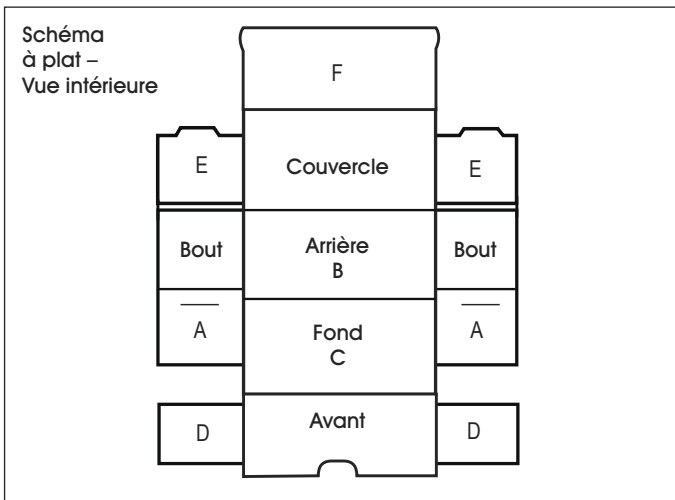 Schéma
à plat –
Vue intérieure
F
E
Couvercle
E
Bout
Arrière
B
Bout
A
Fond
C
A
D
Avant
D